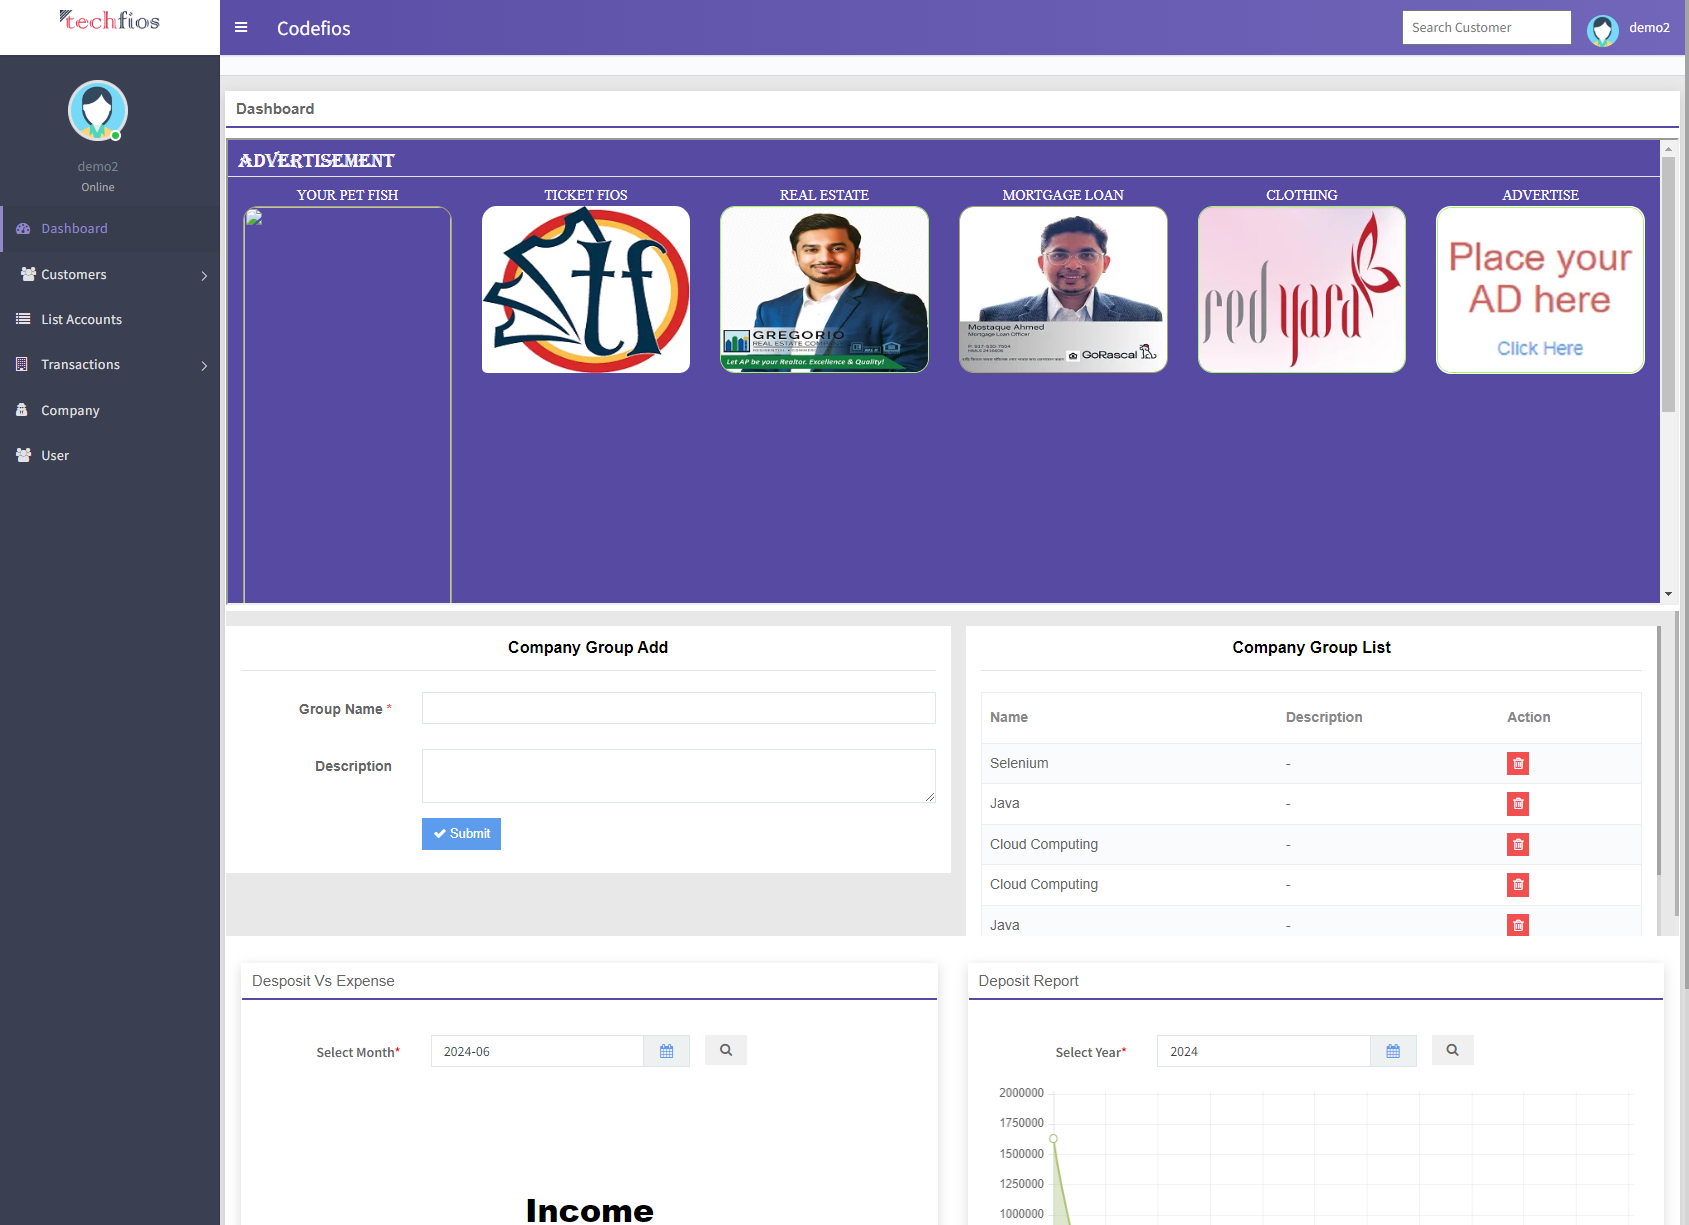 techfios
Codefios
Search Customer
demo2
demo2
Online
Dashboard
Customers
List Accounts
Transactions
Company
User
Dashboard
ADVERTISEMENT
YOUR PET FISH
TICKET FIOS
REAL ESTATE
MORTGAGE LOAN
CLOTHING
ADVERTISE
tf
GREGORIO
REAL ESTATE
Let AP be your Realtor. Excellence & Quality!
Mostaque Ahmed
Mortgage Loan Officer
GoRascal
red yara
Place your
AD here
Click Here
Company Group Add
Group Name *
Description
Submit
Company Group List
Name Description Action
Selenium -
Java -
Cloud Computing -
Cloud Computing -
Java -
Desposit Vs Expense
Select Month* 2024-06
Income
Deposit Report
Select Year* 2024
2000000
1750000
1500000
1250000
1000000